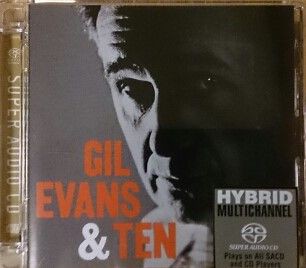 SUPER AUDIO CD
GIL
EVANS
& TEN
HYBRID
MULTICHANNEL
SUPER AUDIO CD
Plays on All SACD
and CD Players